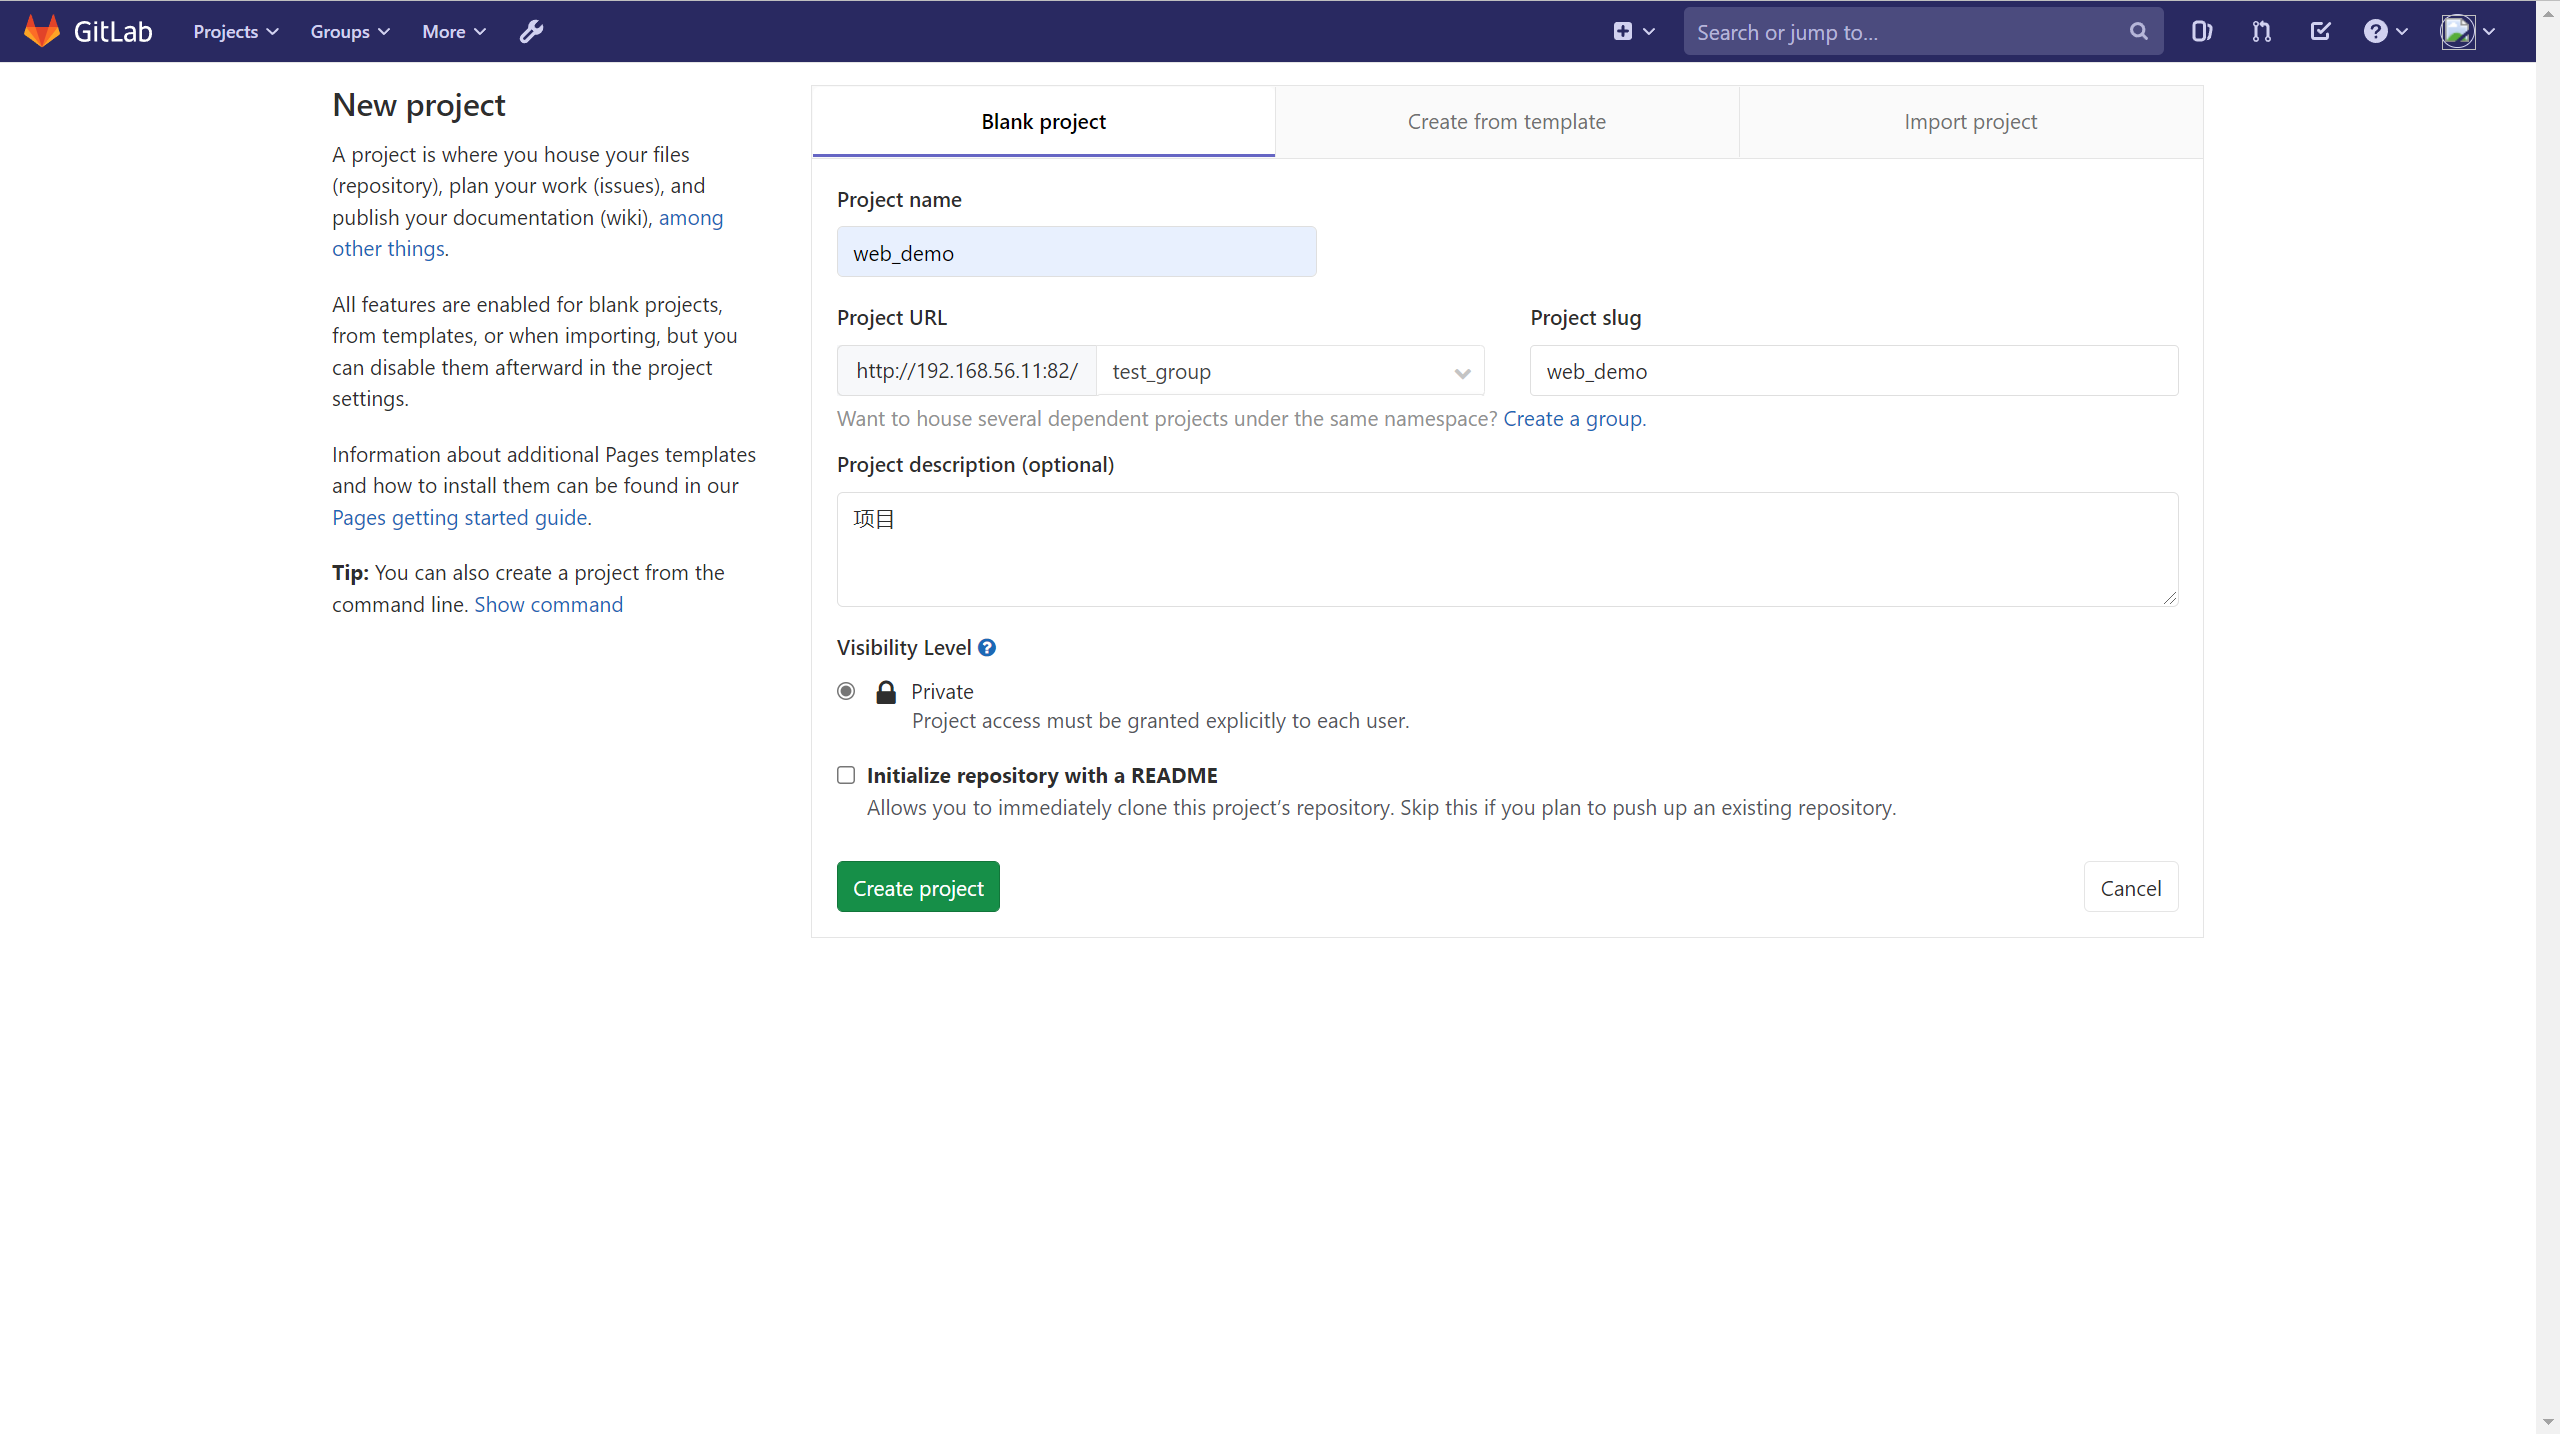 GitLab Projects Groups More Search or jump to...
New project
A project is where you house your files
(repository), plan your work (issues), and
publish your documentation (wiki), among
other things.
All features are enabled for blank projects,
from templates, or when importing, but you
can disable them afterward in the project
settings.
Information about additional Pages templates
and how to install them can be found in our
Pages getting started guide.
Tip: You can also create a project from the
command line. Show command
Blank project Create from template Import project
Project name
web_demo
Project URL Project slug
http://192.168.56.11:82/ test_group web_demo
Want to house several dependent projects under the same namespace? Create a group.
Project description (optional)
项目
Visibility Level
Private
Project access must be granted explicitly to each user.
Initialize repository with a README
Allows you to immediately clone this project’s repository. Skip this if you plan to push up an existing repository.
Create project Cancel